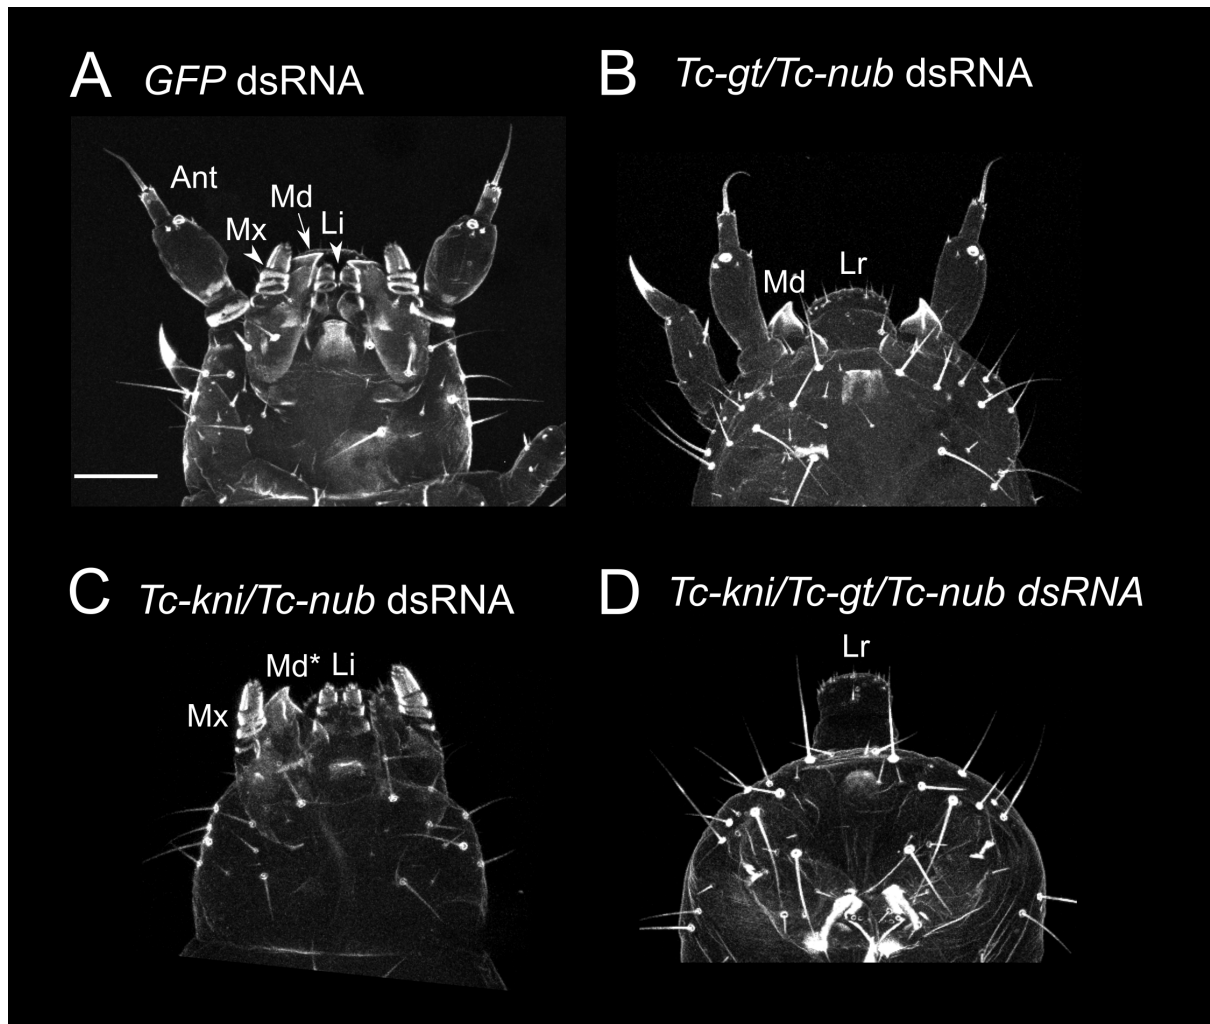 A GFP dsRNA
B Tc-gt/Tc-nub dsRNA
Ant
Md
Li
Mx
Lr
Md
C Tc-kni/Tc-nub dsRNA
D Tc-kni/Tc-gt/Tc-nub dsRNA
Md* Li
Mx
Lr